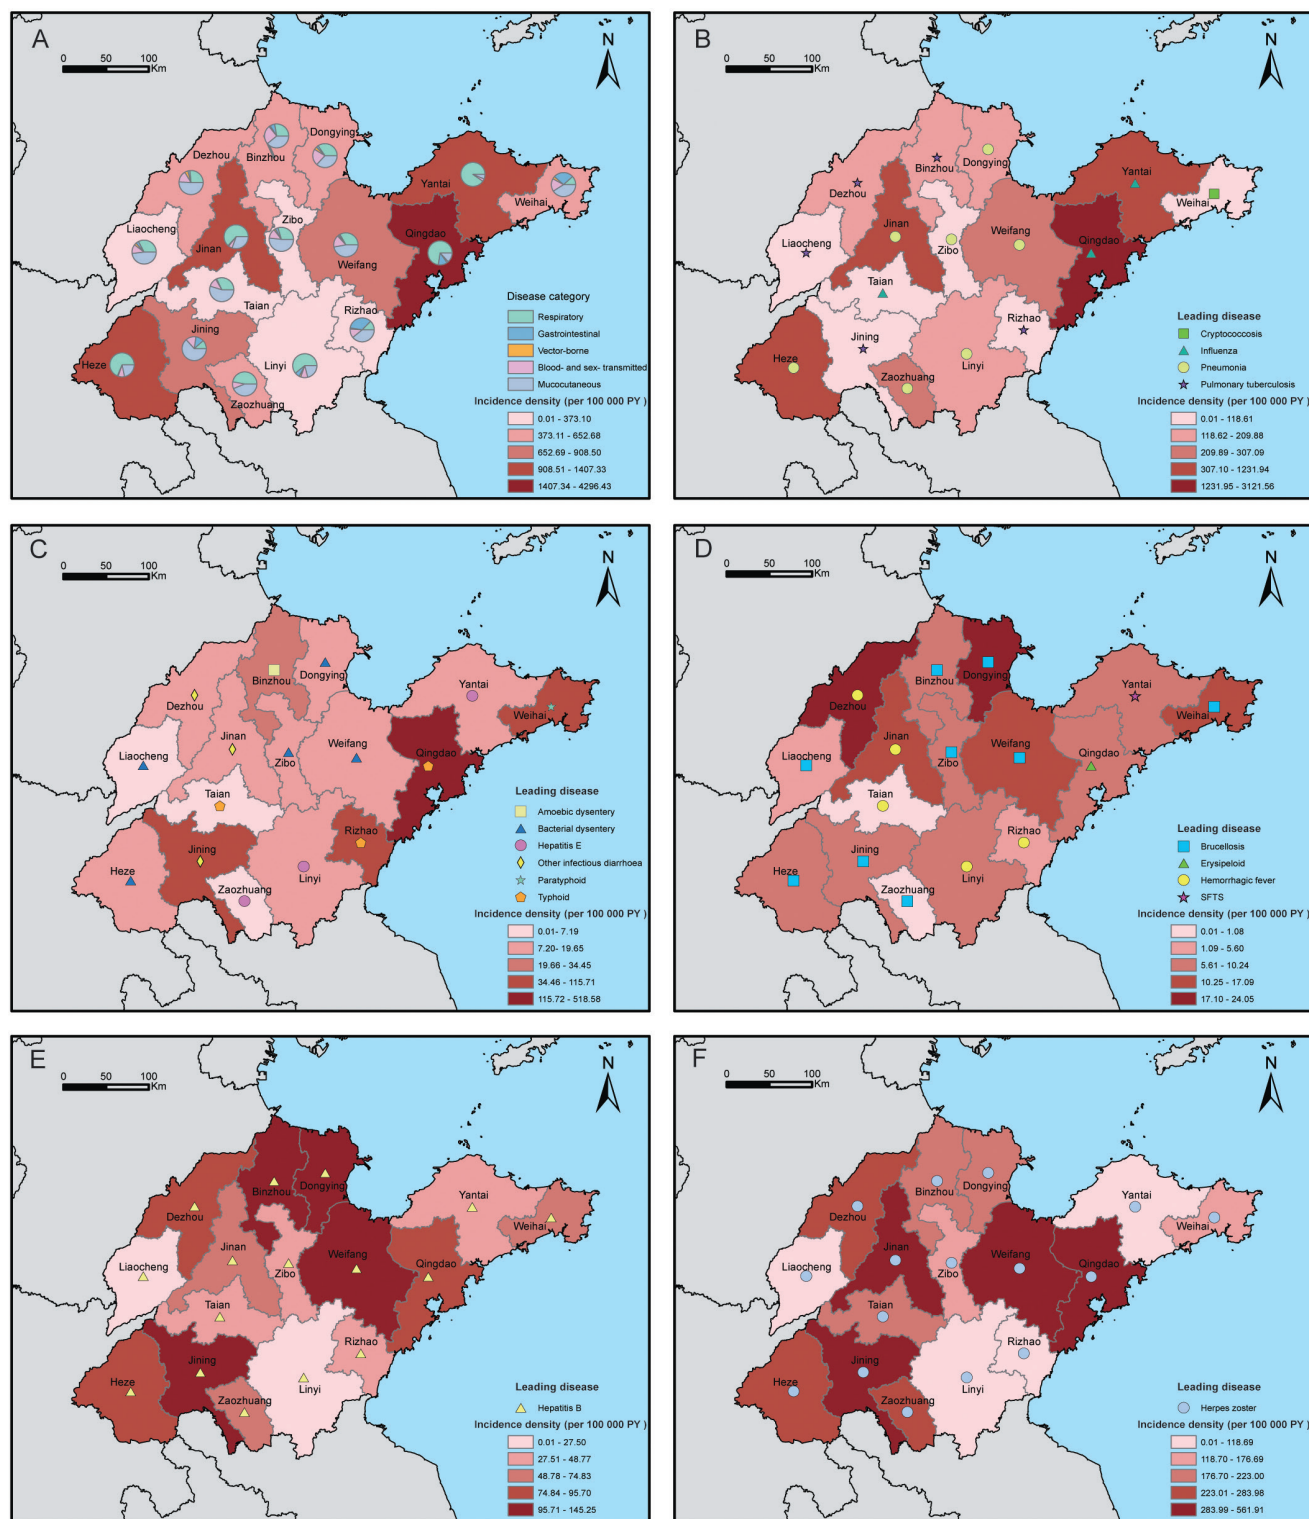 A
N
0 50 100
Km
Dongying
Binzhou
Dezhou
Yantai
Weihai
Liaocheng
Zibo
Jinan
Qingdao
Weifang
Taian
Rizhao
Jining
Heze
Linyi
Zaozhuang
Disease category
Respiratory
Gastrointestinal
Vector-borne
Blood- and sex- transmitted
Mucocutaneous
Incidence density (per 100 000 PY )
0.01 - 373.10
373.11 - 652.68
652.69 - 908.50
908.51 - 1407.33
1407.34 - 4296.43
B
N
0 50 100
Km
Dongying
Binzhou
Dezhou
Yantai
Weihai
Liaocheng
Jinan
Zibo
Weifang
Qingdao
Taian
Rizhao
Jining
Heze
Linyi
Zaozhuang
Leading disease
Cryptococcosis
Influenza
Pneumonia
Pulmonary tuberculosis
Incidence density (per 100 000 PY )
0.01 - 118.61
118.62 - 209.88
209.89 - 307.09
307.10 - 1231.94
1231.95 - 3121.56
C
N
0 50 100
Km
Binzhou
Dongying
Dezhou
Yantai
Weihai
Jinan
Liaocheng
Zibo
Weifang
Qingdao
Taian
Rizhao
Jining
Heze
Linyi
Zaozhuang
Leading disease
Amoebic dysentery
Bacterial dysentery
Hepatitis E
Other infectious diarrhoea
Paratyphoid
Typhoid
Incidence density (per 100 000 PY )
0.01- 7.19
7.20- 19.65
19.66 - 34.45
34.46 - 115.71
115.72 - 518.58
D
N
0 50 100
Km
Dongying
Binzhou
Dezhou
Yantai
Weihai
Jinan
Liaocheng
Zibo
Weifang
Qingdao
Taian
Rizhao
Jining
Heze
Linyi
Zaozhuang
Leading disease
Brucellosis
Erysipeloid
Hemorrhagic fever
SFTS
Incidence density (per 100 000 PY )
0.01 - 1.08
1.09 - 5.60
5.61 - 10.24
10.25 - 17.09
17.10 - 24.05
E
N
0 50 100
Km
Binzhou
Dongying
Dezhou
Yantai
Weihai
Jinan
Liaocheng
Zibo
Weifang
Qingdao
Taian
Rizhao
Jining
Heze
Linyi
Zaozhuang
Leading disease
Hepatitis B
Incidence density (per 100 000 PY )
0.01 - 27.50
27.51 - 48.77
48.78 - 74.83
74.84 - 95.70
95.71 - 145.25
F
N
0 50 100
Km
Binzhou
Dongying
Dezhou
Yantai
Weihai
Jinan
Liaocheng
Zibo
Weifang
Qingdao
Taian
Rizhao
Jining
Heze
Linyi
Zaozhuang
Leading disease
Herpes zoster
Incidence density (per 100 000 PY )
0.01 - 118.69
118.70 - 176.69
176.70 - 223.00
223.01 - 283.98
283.99 - 561.91